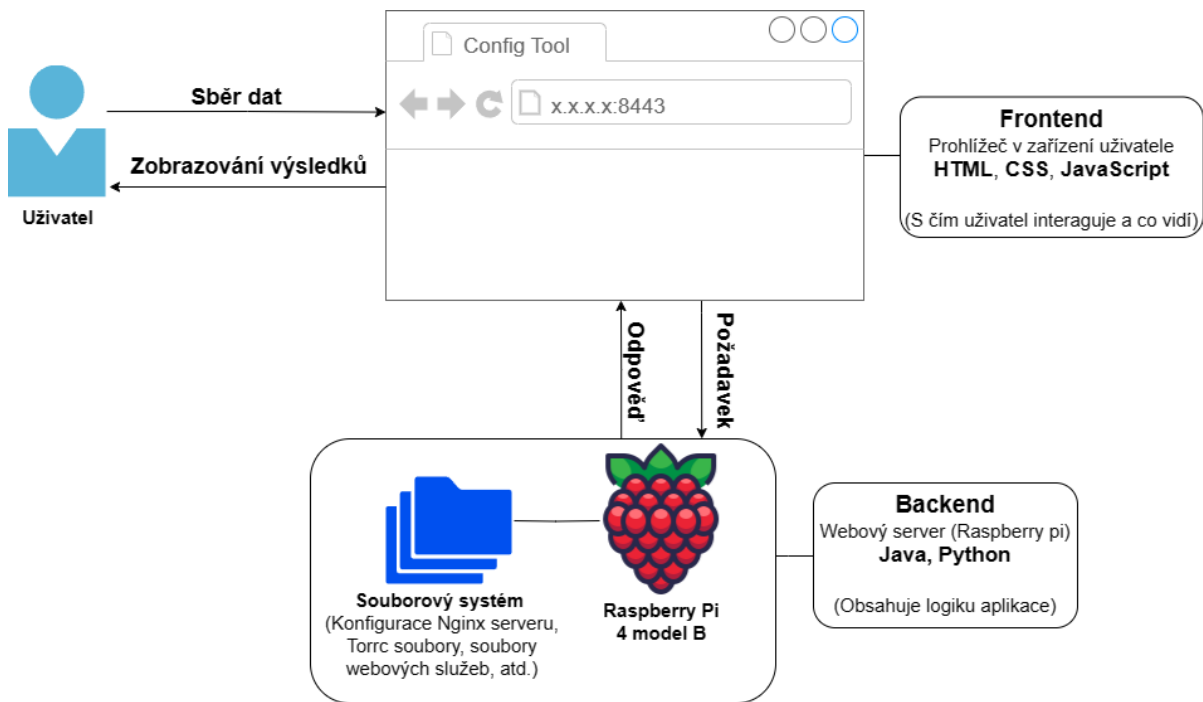 Config Tool
x.x.x.x:8443
Sběr dat
Zobrazování výsledků
Uživatel
Frontend
Prohlížeč v zařízení uživatele
HTML, CSS, JavaScript
(S čím uživatel interaguje a co vidí)
Odpověď
Požadavek
Souborový systém
(Konfigurace Nginx serveru,
Torrc soubory, soubory
webových služeb, atd.)
Raspberry Pi
4 model B
Backend
Webový server (Raspberry pi)
Java, Python
(Obsahuje logiku aplikace)